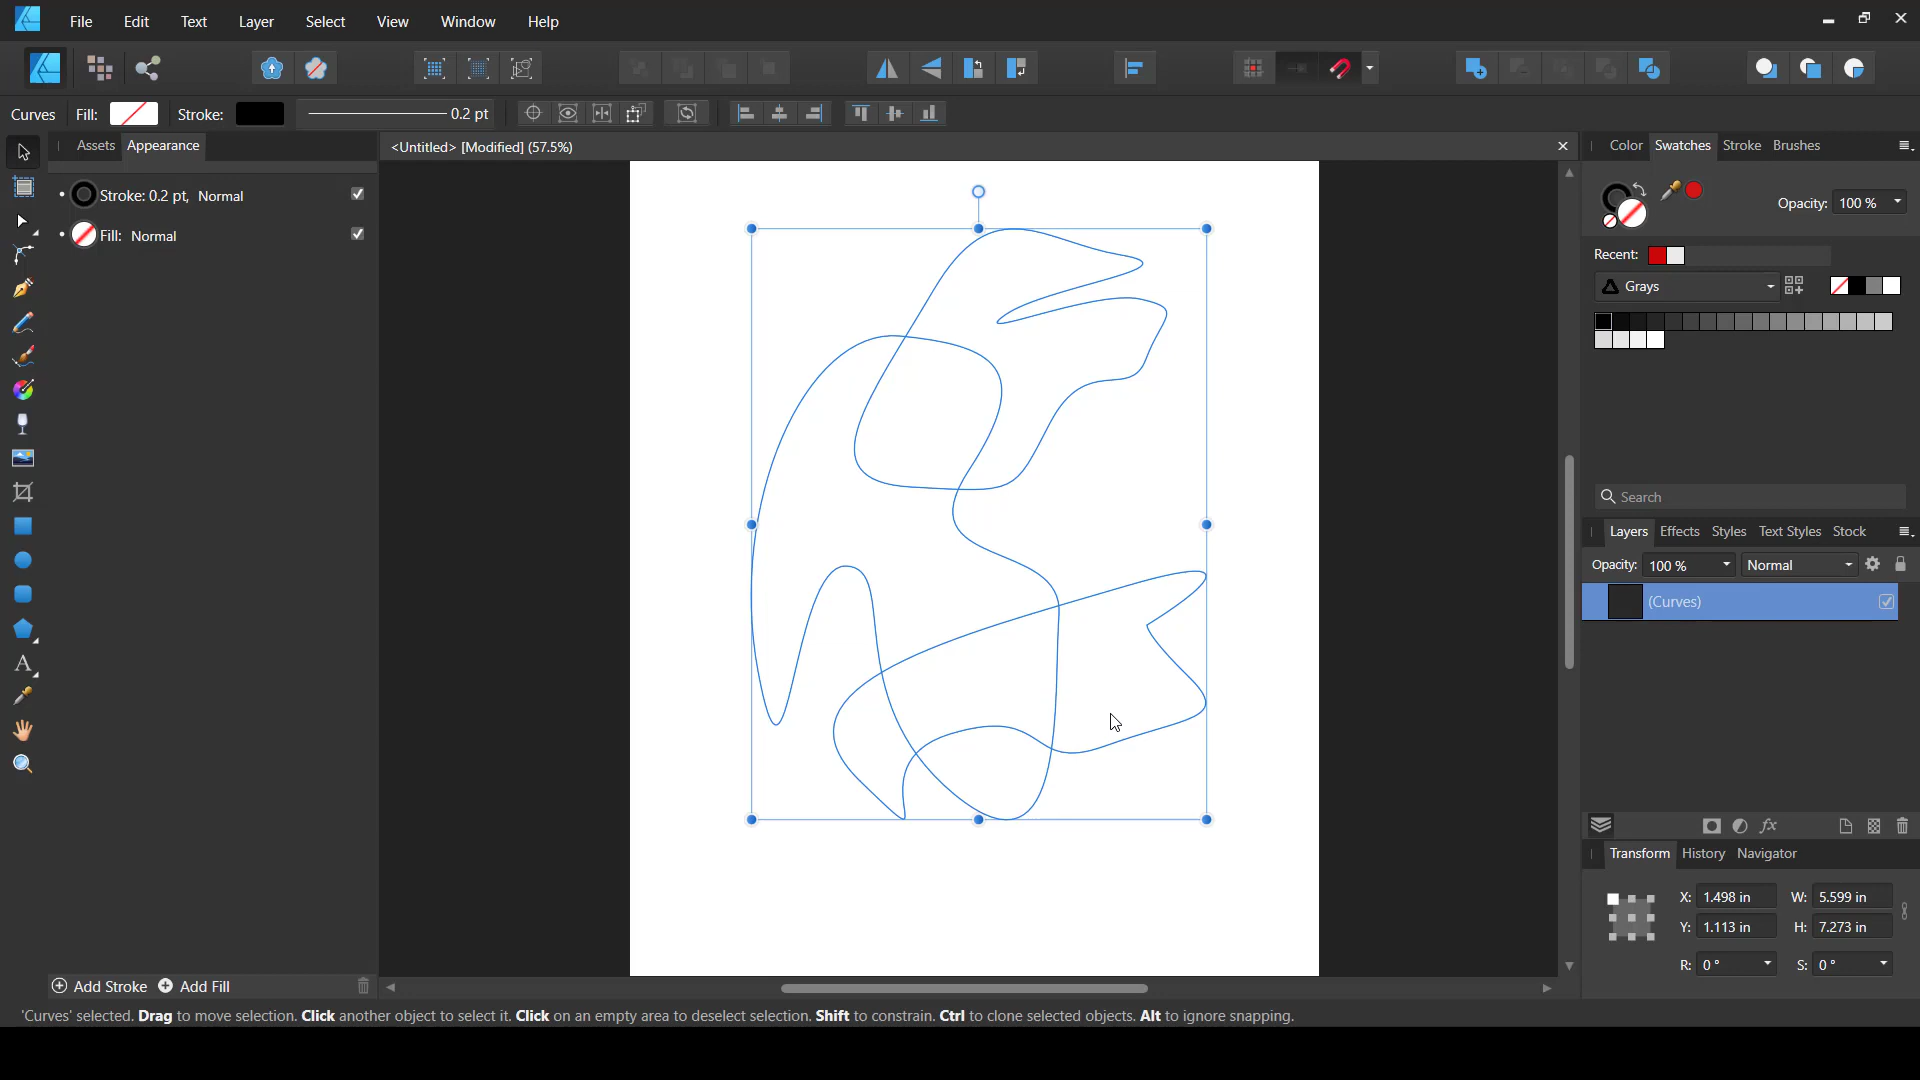 File Edit Text Layer Select View Window Help
Curves Fill: Stroke: 0.2 pt
Assets Appearance <Untitled> [Modified] (57.5%) Color Swatches Stroke Brushes
Stroke: 0.2 pt, Normal
Fill: Normal
Opacity: 100 %
Recent:
Grays
Search
Layers Effects Styles Text Styles Stock
Opacity: 100 % Normal
(Curves)
Transform History Navigator
X: 1.498 in W: 5.599 in
Y: 1.113 in H: 7.273 in
R: 0 ° S: 0 °
Add Stroke Add Fill
'Curves' selected. Drag to move selection. Click another object to select it. Click on an empty area to deselect selection. Shift to constrain. Ctrl to clone selected objects. Alt to ignore snapping.